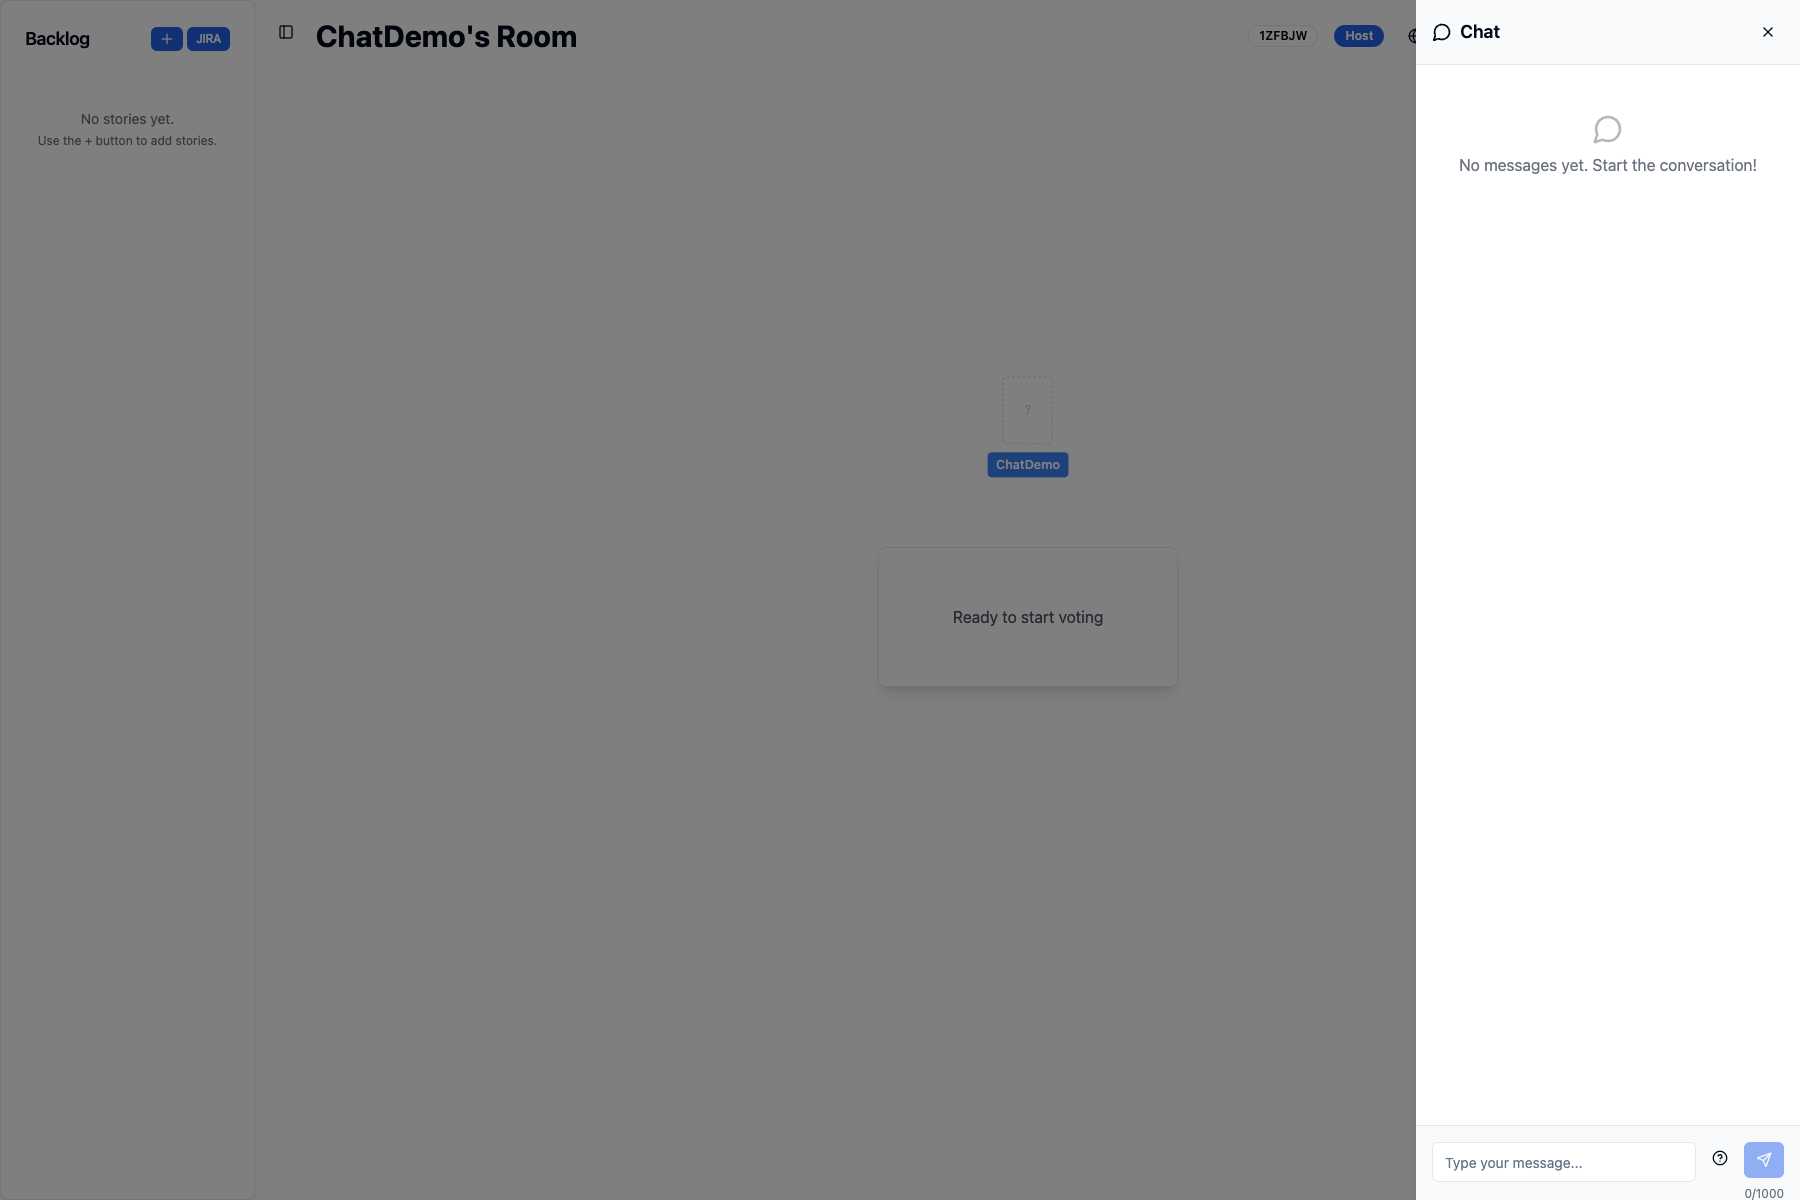 Backlog
JIRA
No stories yet.
Use the + button to add stories.
ChatDemo's Room
1ZFBJW
Host
?
ChatDemo
Ready to start voting
Chat
No messages yet. Start the conversation!
Type your message...
0/1000